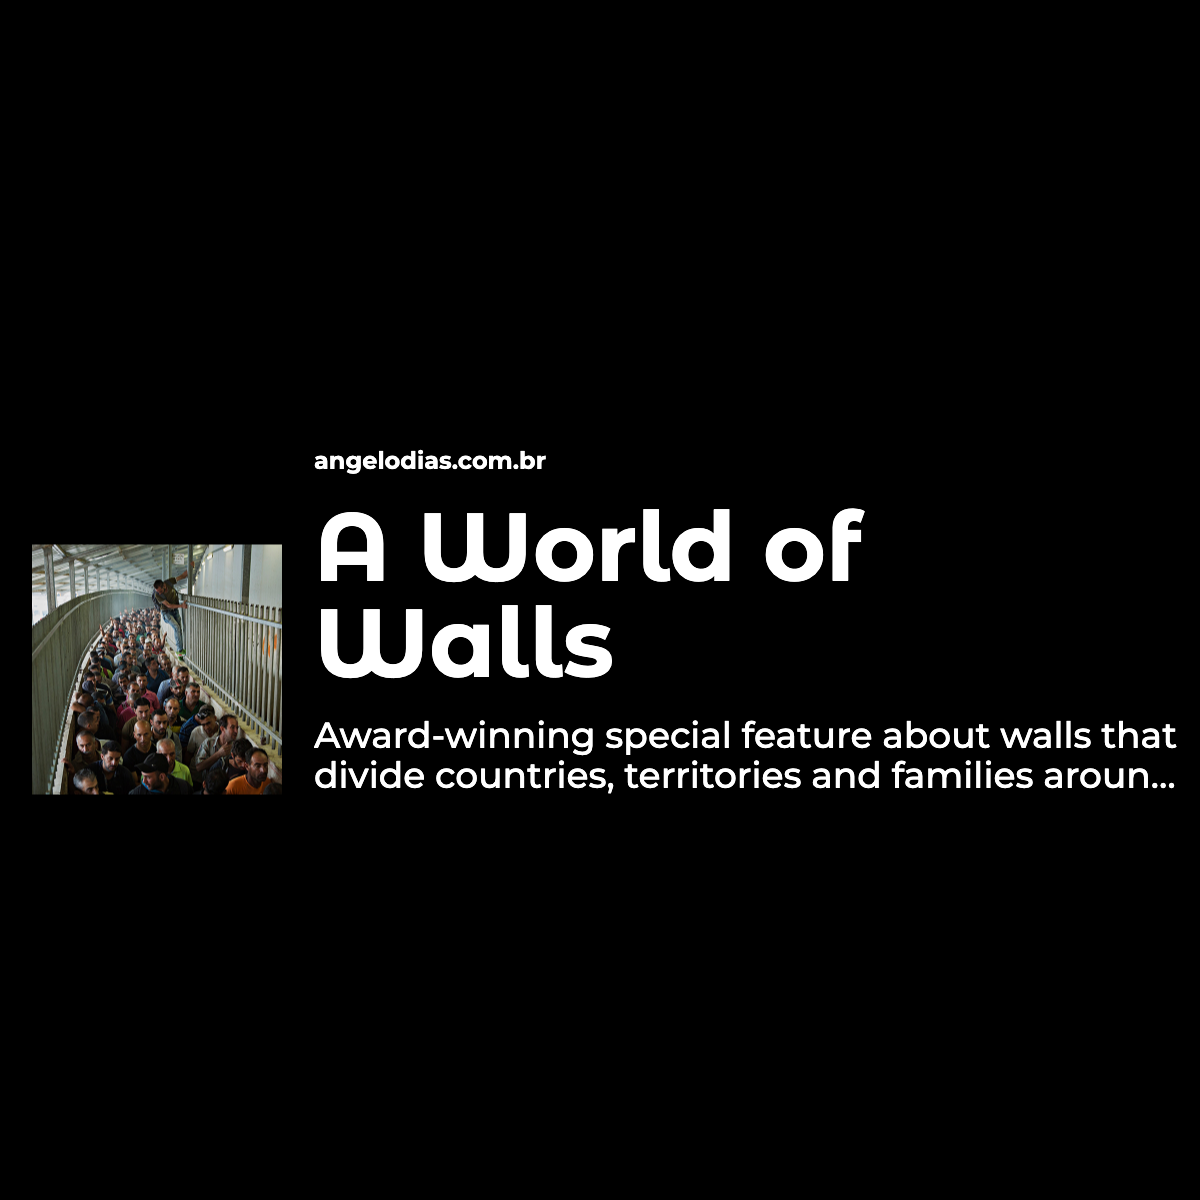 angelodias.com.br
A World of
Walls
Award-winning special feature about walls that
divide countries, territories and families aroun...